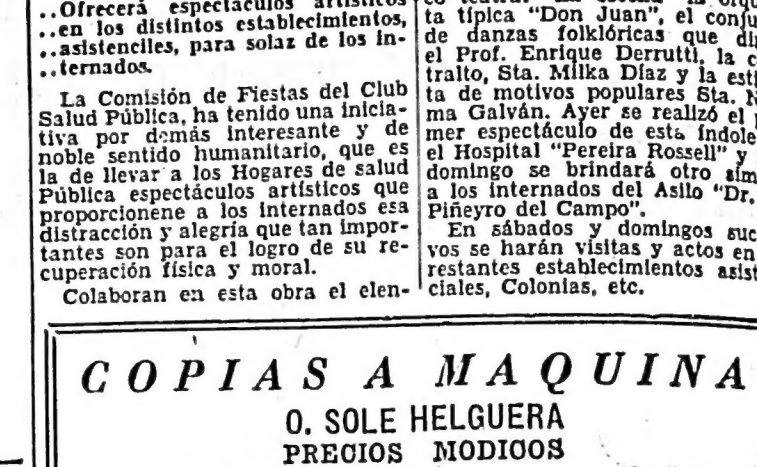 ..Ofrecerá espectáculos artísticos
..en los distintos establecimientos,
..asistenciles, para solaz de los in-
..ternados.
La Comisión de Fiestas del Club
Salud Pública, ha tenido una inicia-
tiva por demás interesante y de
noble sentido humanitario, que es
la de llevar a los Hogares de salud
Pública espectáculos artísticos que
proporcionene a los internados esa
distracción y alegría que tan impor-
tantes son para el logro de su re-
cuperación física y moral.
Colaboran en esta obra el elen-
ta típica "Don Juan", el conju
de danzas folklóricas que di
el Prof. Enrique Derrutti, la c
tralto, Sta. Milka Díaz y la esti
ta de motivos populares Sta. N
ma Galván. Ayer se realizó el p
mer espectáculo de esta índole
el Hospital "Pereira Rossell" y
domingo se brindará otro sim
a los internados del Asilo "Dr.
Piñeyro del Campo".
En sábados y domingos suc
vos se harán visitas y actos en
restantes establecimientos asist
ciales, Colonias, etc.
COPIAS A MAQUINA
O. SOLE HELGUERA
PRECIOS MODICOS